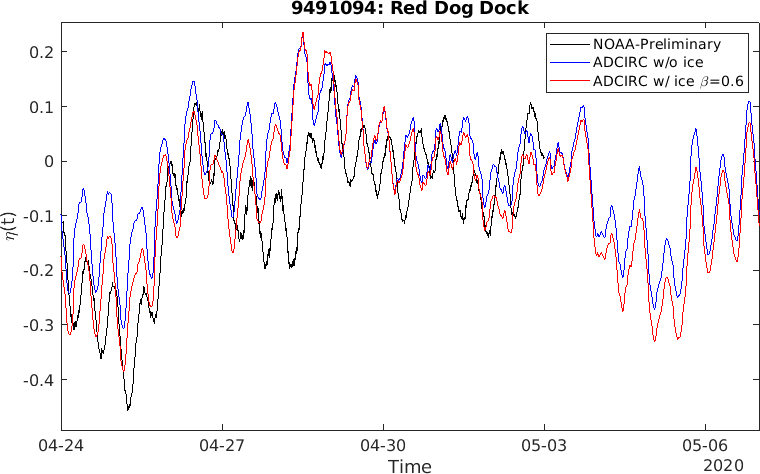 9491094: Red Dog Dock
NOAA-Preliminary
ADCIRC w/o ice
ADCIRC w/ ice β=0.6
0.2
0.1
0
-0.1
-0.2
-0.3
-0.4
η(t)
04-24 04-27 04-30 05-03 05-06
Time
2020